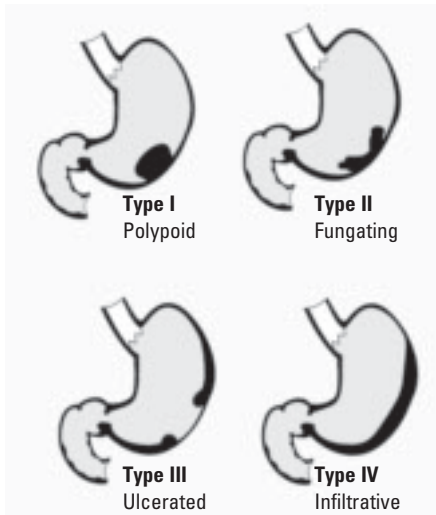 Type I
Polypoid
Type II
Fungating
Type III
Ulcerated
Type IV
Infiltrative